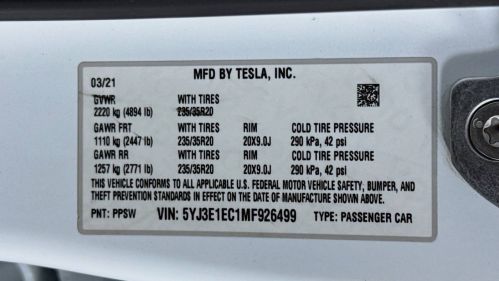 MFD BY TESLA, INC.
03/21
GVWR WITH TIRES
2220 kg (4894 lb) 235/35R20
GAWR FRT WITH TIRES RIM COLD TIRE PRESSURE
1110 kg (2447 lb) 235/35R20 20X9.0J 290 kPa, 42 psi
GAWR RR WITH TIRES RIM COLD TIRE PRESSURE
1257 kg (2771 lb) 235/35R20 20X9.0J 290 kPa, 42 psi
THIS VEHICLE CONFORMS TO ALL APPLICABLE U.S. FEDERAL MOTOR VEHICLE SAFETY, BUMPER, AND
THEFT PREVENTION STANDARDS IN EFFECT ON THE DATE OF MANUFACTURE SHOWN ABOVE.
PNT: PPSW VIN: 5YJ3E1EC1MF926499 TYPE: PASSENGER CAR